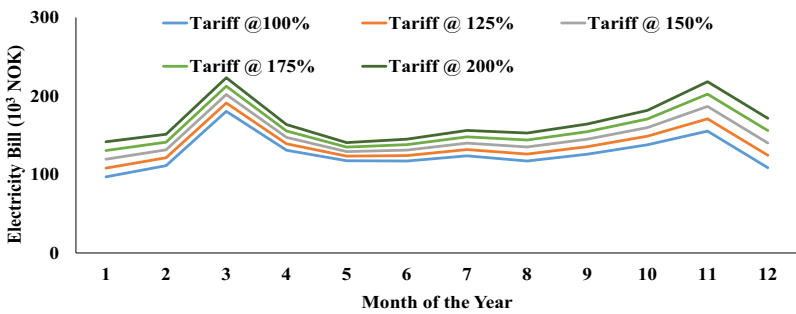 300
Tariff @100%
Tariff @ 125%
Tariff @ 150%
Tariff @ 175%
Tariff @ 200%
200
100
0
Electricity Bill (10³ NOK)
1 2 3 4 5 6 7 8 9 10 11 12
Month of the Year